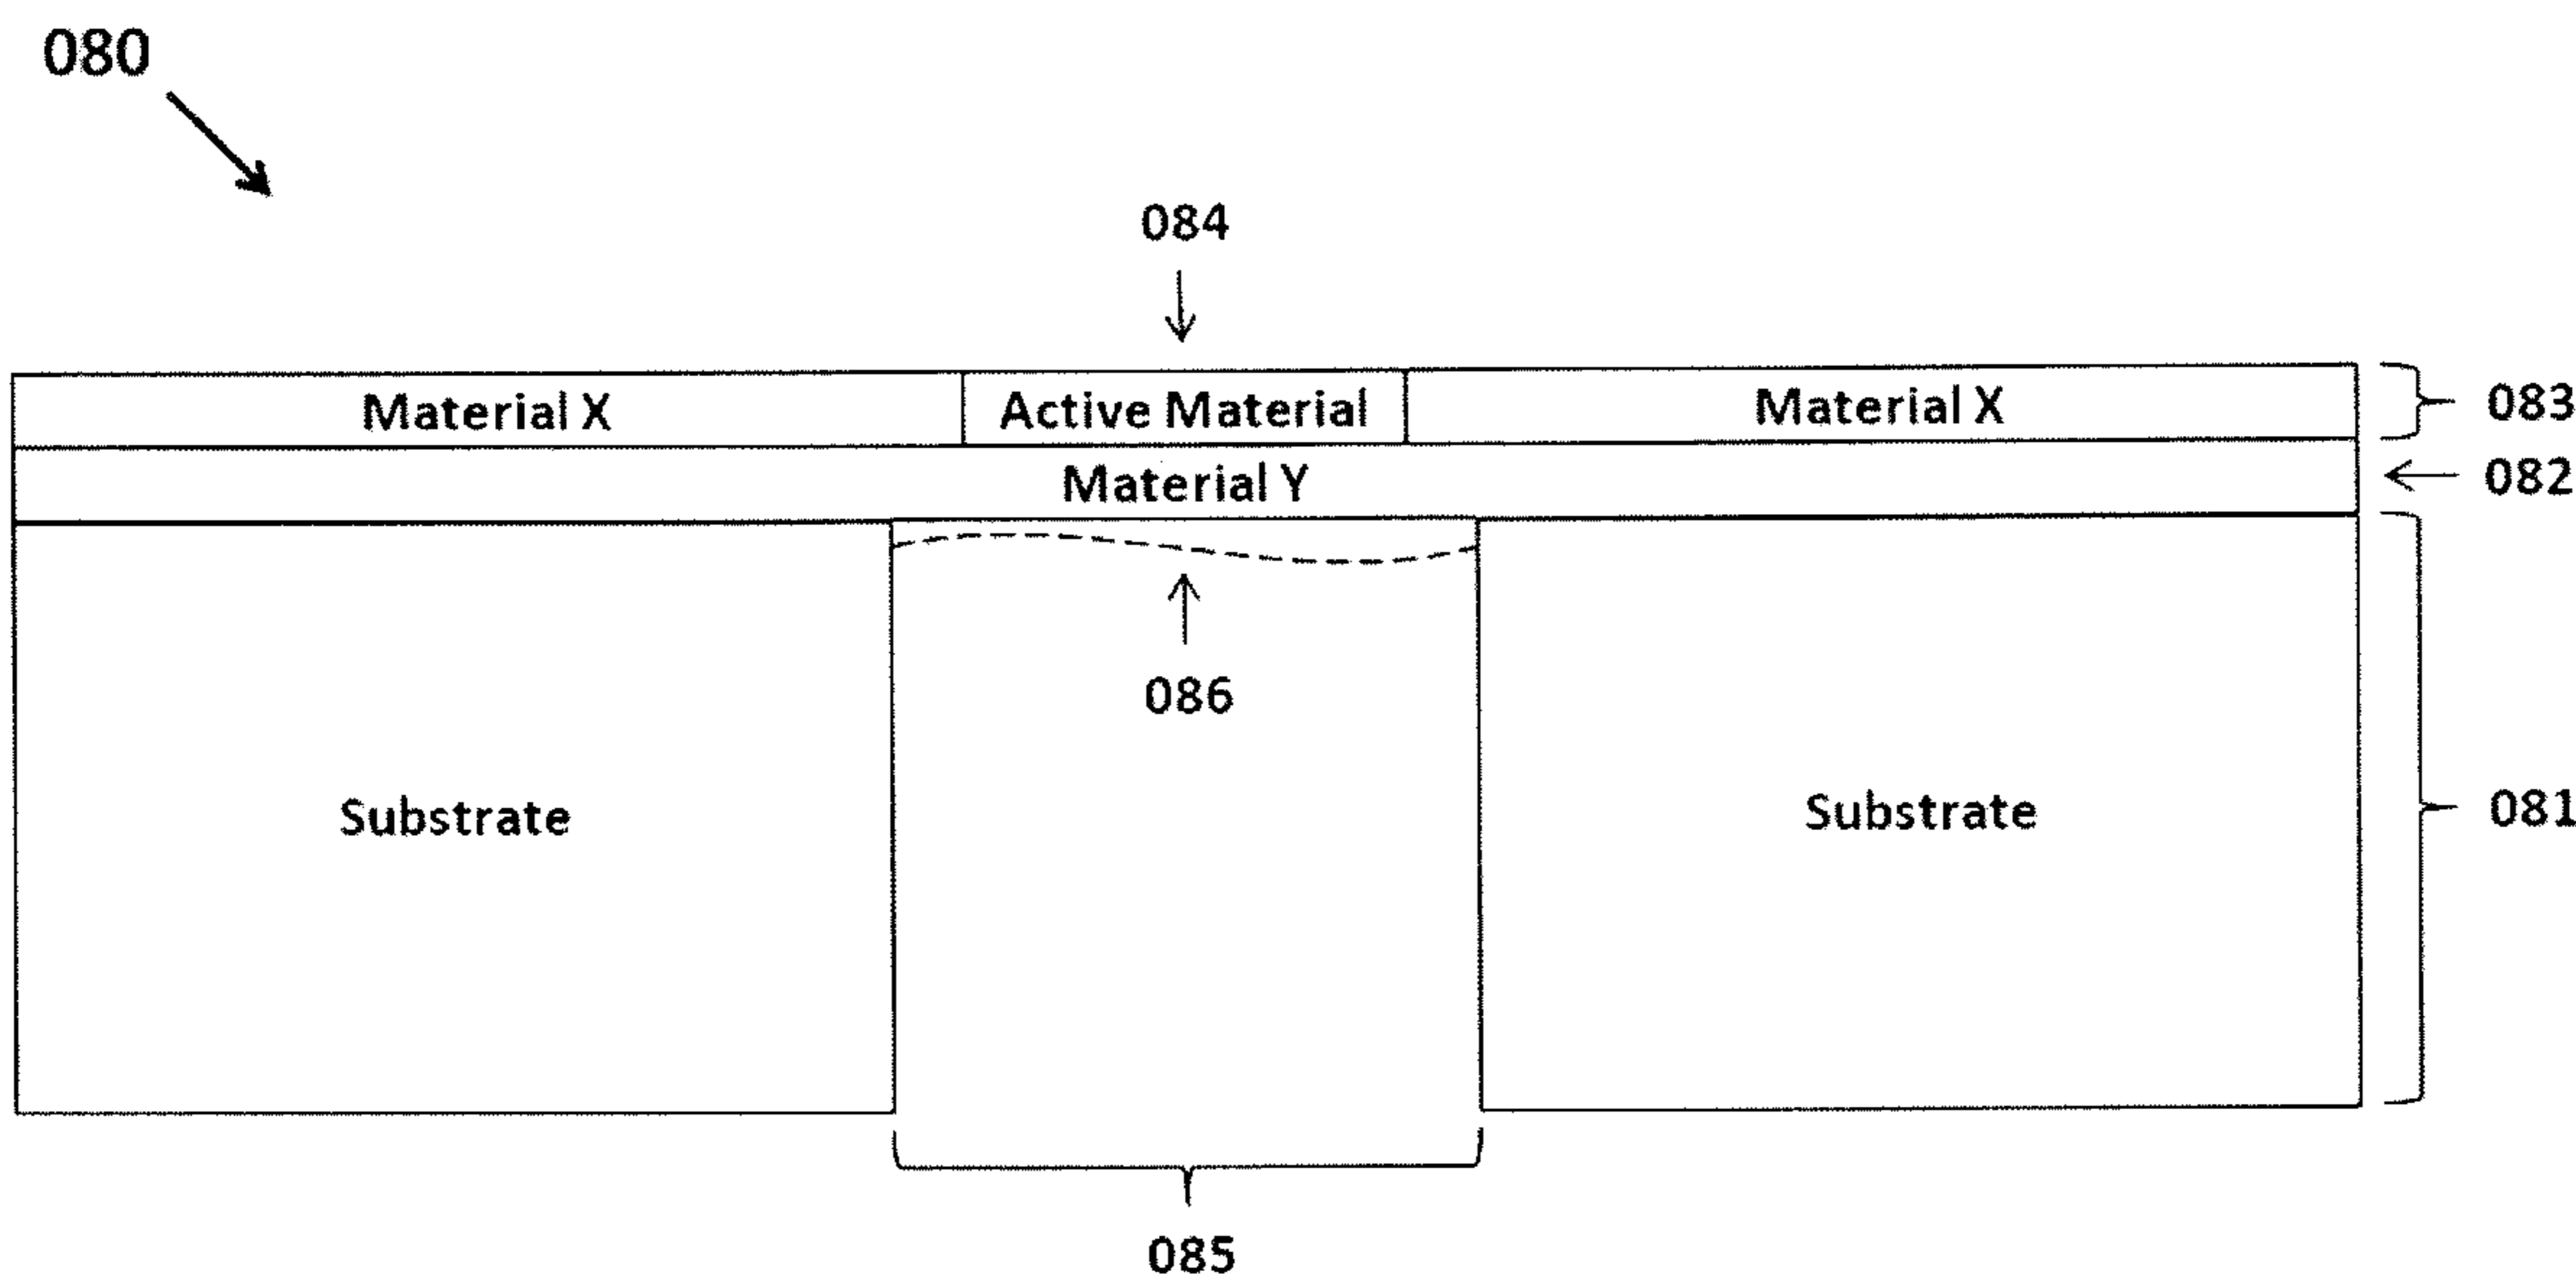 080
084
Material X Active Material Material X 083
Material Y 082
086
Substrate Substrate 081
085